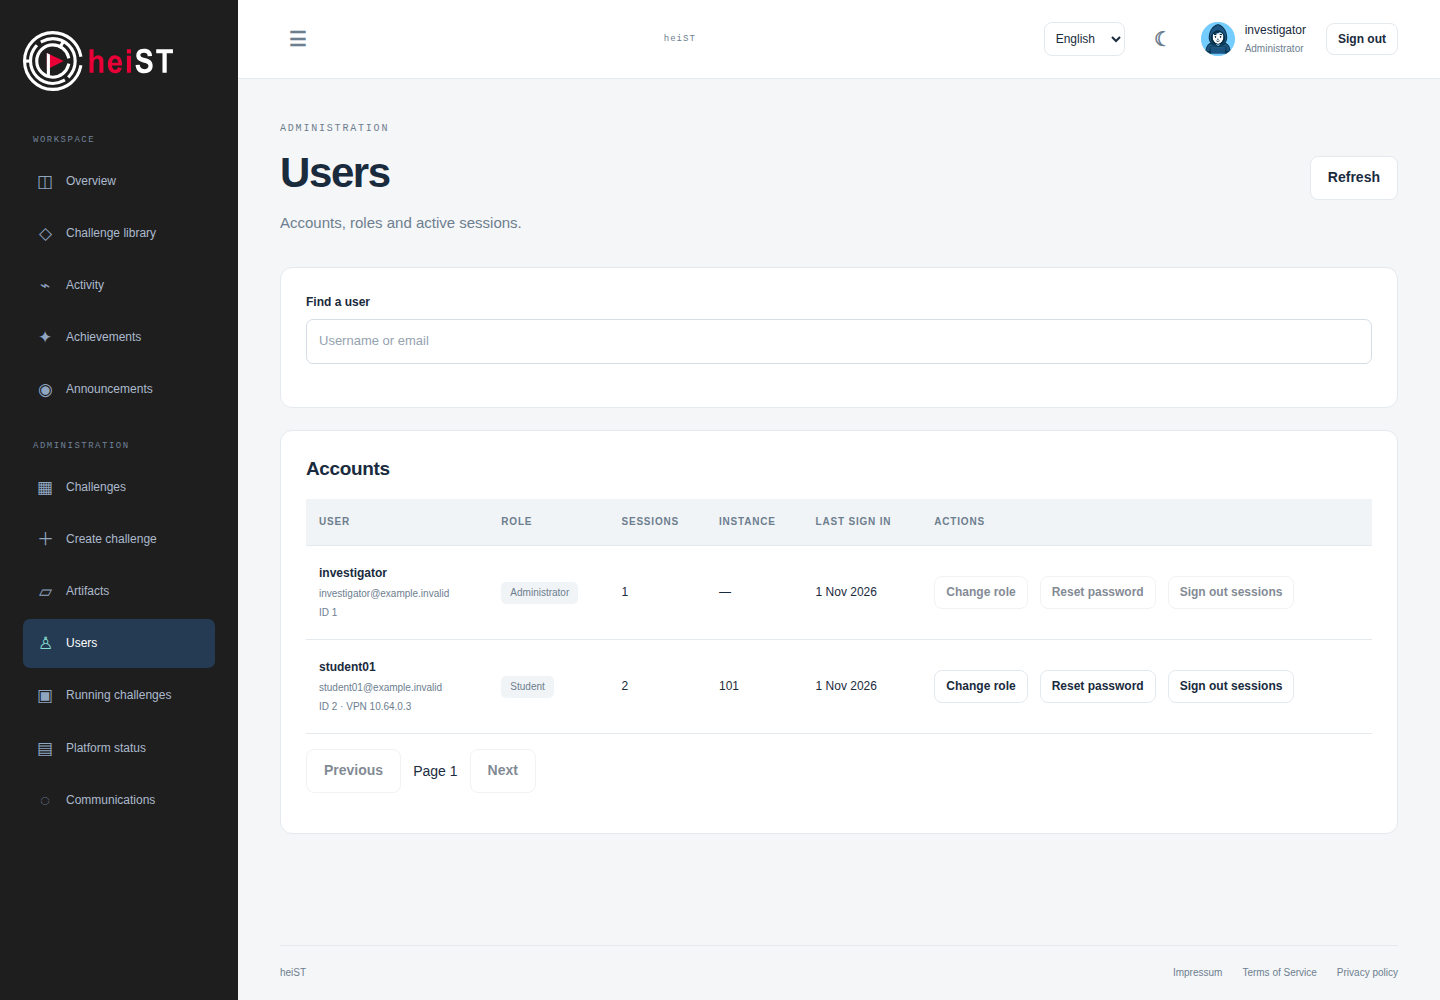 heiST
WORKSPACE
Overview
Challenge library
Activity
Achievements
Announcements
ADMINISTRATION
Challenges
Create challenge
Artifacts
Users
Running challenges
Platform status
Communications
heiST
English
investigator
Administrator
Sign out
ADMINISTRATION
Users
Refresh
Accounts, roles and active sessions.
Find a user
Username or email
Accounts
USER ROLE SESSIONS INSTANCE LAST SIGN IN ACTIONS
investigator
investigator@example.invalid
ID 1
Administrator 1 — 1 Nov 2026 Change role Reset password Sign out sessions
student01
student01@example.invalid
ID 2 · VPN 10.64.0.3
Student 2 101 1 Nov 2026 Change role Reset password Sign out sessions
Previous Page 1 Next
heiST
Impressum Terms of Service Privacy policy